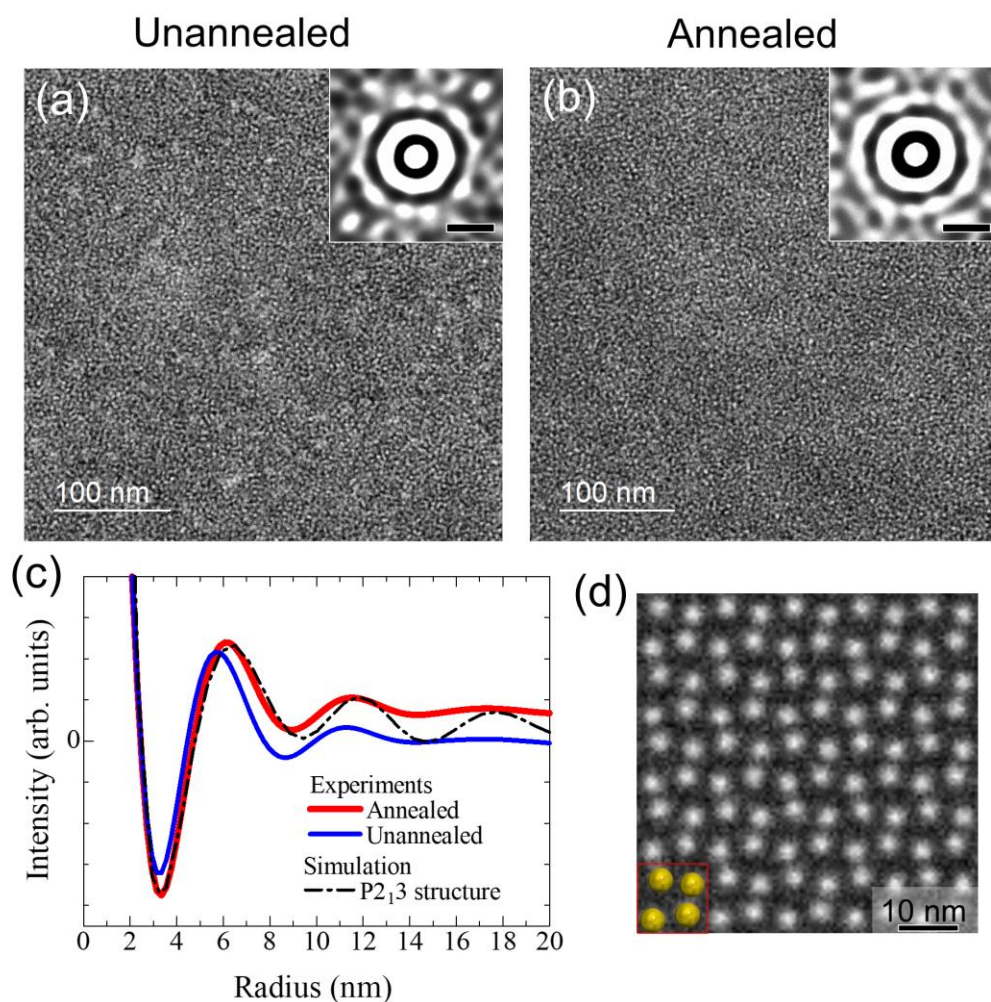 Unannealed
Annealed
(a)
(b)
100 nm
100 nm
(c)
Intensity (arb. units)
0
Experiments
Annealed
Unannealed
Simulation
P2₁3 structure
0 2 4 6 8 10 12 14 16 18 20
Radius (nm)
(d)
10 nm